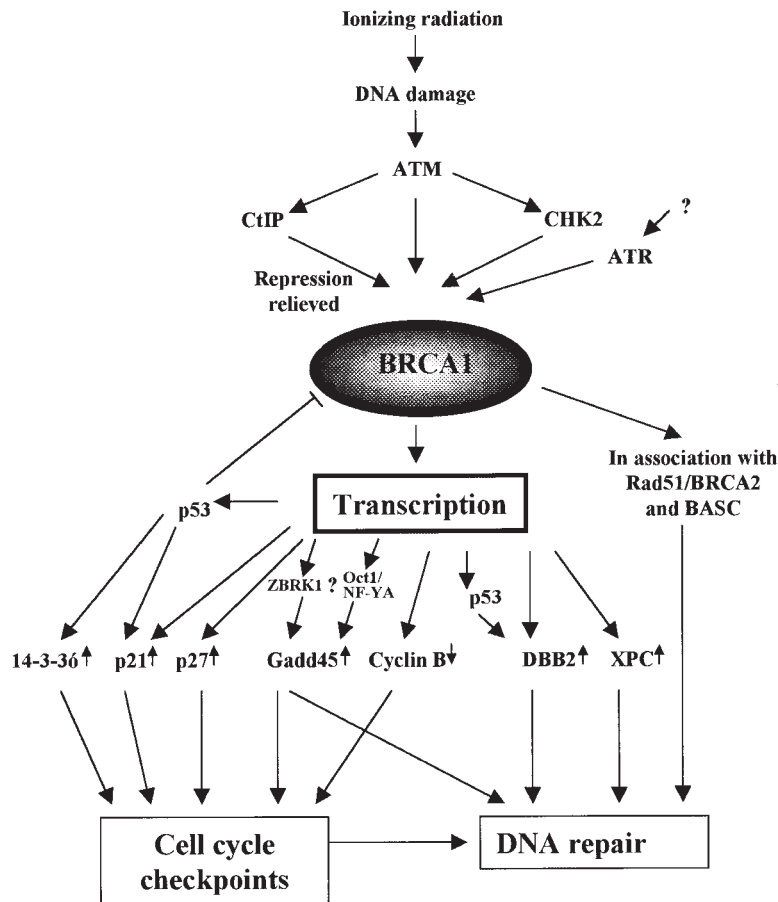 Ionizing radiation
DNA damage
ATM
CtIP
CHK2
?
ATR
Repression
relieved
BRCA1
In association with
Rad51/BRCA2
and BASC
Transcription
p53
ZBRK1 ? Oct1/
NF-YA
p53
14-3-3ó p21 p27 Gadd45 Cyclin B DBB2 XPC
Cell cycle
checkpoints
DNA repair